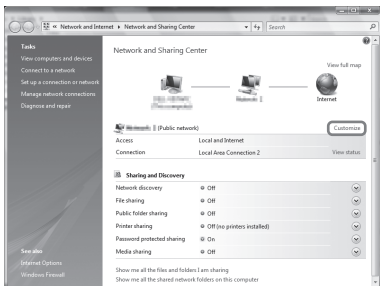 Network and Internet ▸ Network and Sharing Center
Search
Tasks
View computers and devices
Connect to a network
Set up a connection or network
Manage network connections
Diagnose and repair
See also
Internet Options
Windows Firewall
Network and Sharing Center
View full map
Internet
(Public network)
Customize
Access Local and Internet
Connection Local Area Connection 2 View status
Sharing and Discovery
Network discovery Off
File sharing Off
Public folder sharing Off
Printer sharing Off (no printers installed)
Password protected sharing On
Media sharing Off
Show me all the files and folders I am sharing
Show me all the shared network folders on this computer